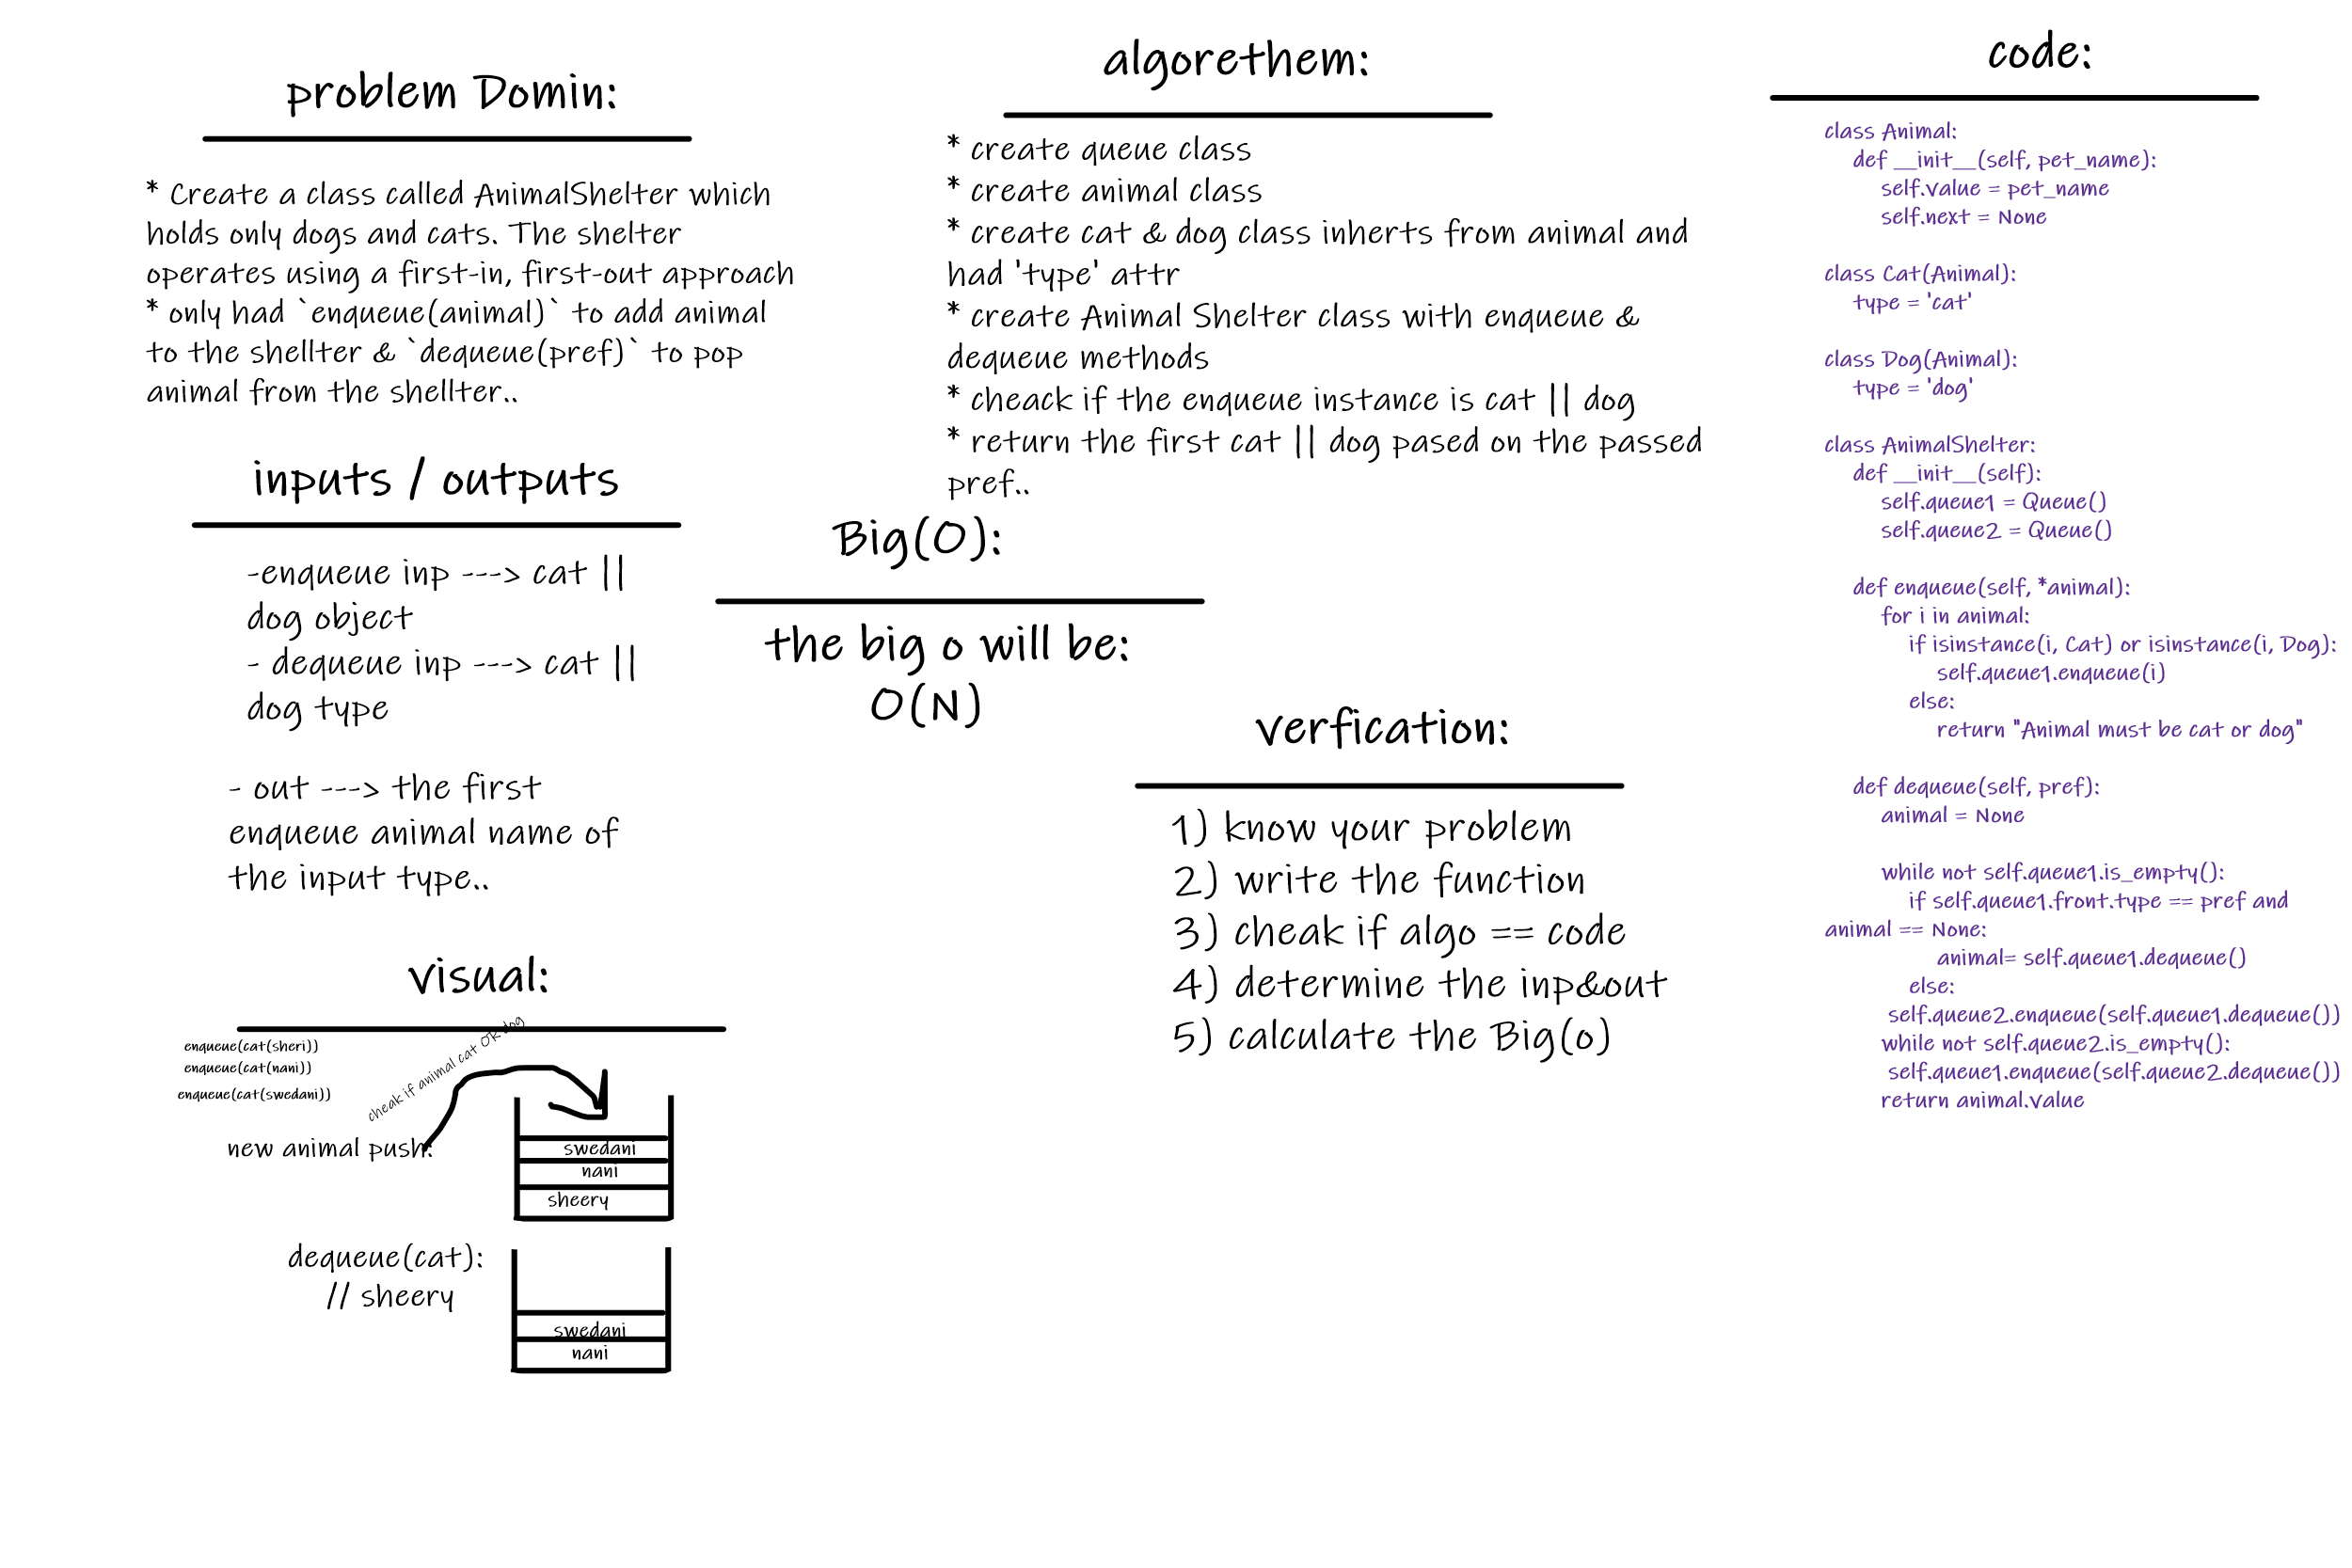 problem Domin:
* Create a class called AnimalShelter which
holds only dogs and cats. The shelter
operates using a first-in, first-out approach
* only had `enqueue(animal)` to add animal
to the shellter & `dequeue(pref)` to pop
animal from the shellter..
inputs / outputs
-enqueue inp ---> cat ||
dog object
- dequeue inp ---> cat ||
dog type
- out ---> the first
enqueue animal name of
the input type..
visual:
enqueue(cat(sheri))
enqueue(cat(nani))
enqueue(cat(swedani))
cheak if animal cat OR dog
new animal push:
swedani
nani
sheery
dequeue(cat):
// sheery
swedani
nani
algorethem:
* create queue class
* create animal class
* create cat & dog class inherts from animal and
had 'type' attr
* create Animal Shelter class with enqueue &
dequeue methods
* cheack if the enqueue instance is cat || dog
* return the first cat || dog pased on the passed
pref..
Big(O):
the big o will be:
O(N)
verfication:
1) know your problem
2) write the function
3) cheak if algo == code
4) determine the inp&out
5) calculate the Big(o)
code:
class Animal:
def __init__(self, pet_name):
self.value = pet_name
self.next = None
class Cat(Animal):
type = 'cat'
class Dog(Animal):
type = 'dog'
class AnimalShelter:
def __init__(self):
self.queue1 = Queue()
self.queue2 = Queue()
def enqueue(self, *animal):
for i in animal:
if isinstance(i, Cat) or isinstance(i, Dog):
self.queue1.enqueue(i)
else:
return "Animal must be cat or dog"
def dequeue(self, pref):
animal = None
while not self.queue1.is_empty():
if self.queue1.front.type == pref and
animal == None:
animal= self.queue1.dequeue()
else:
self.queue2.enqueue(self.queue1.dequeue())
while not self.queue2.is_empty():
self.queue1.enqueue(self.queue2.dequeue())
return animal.value